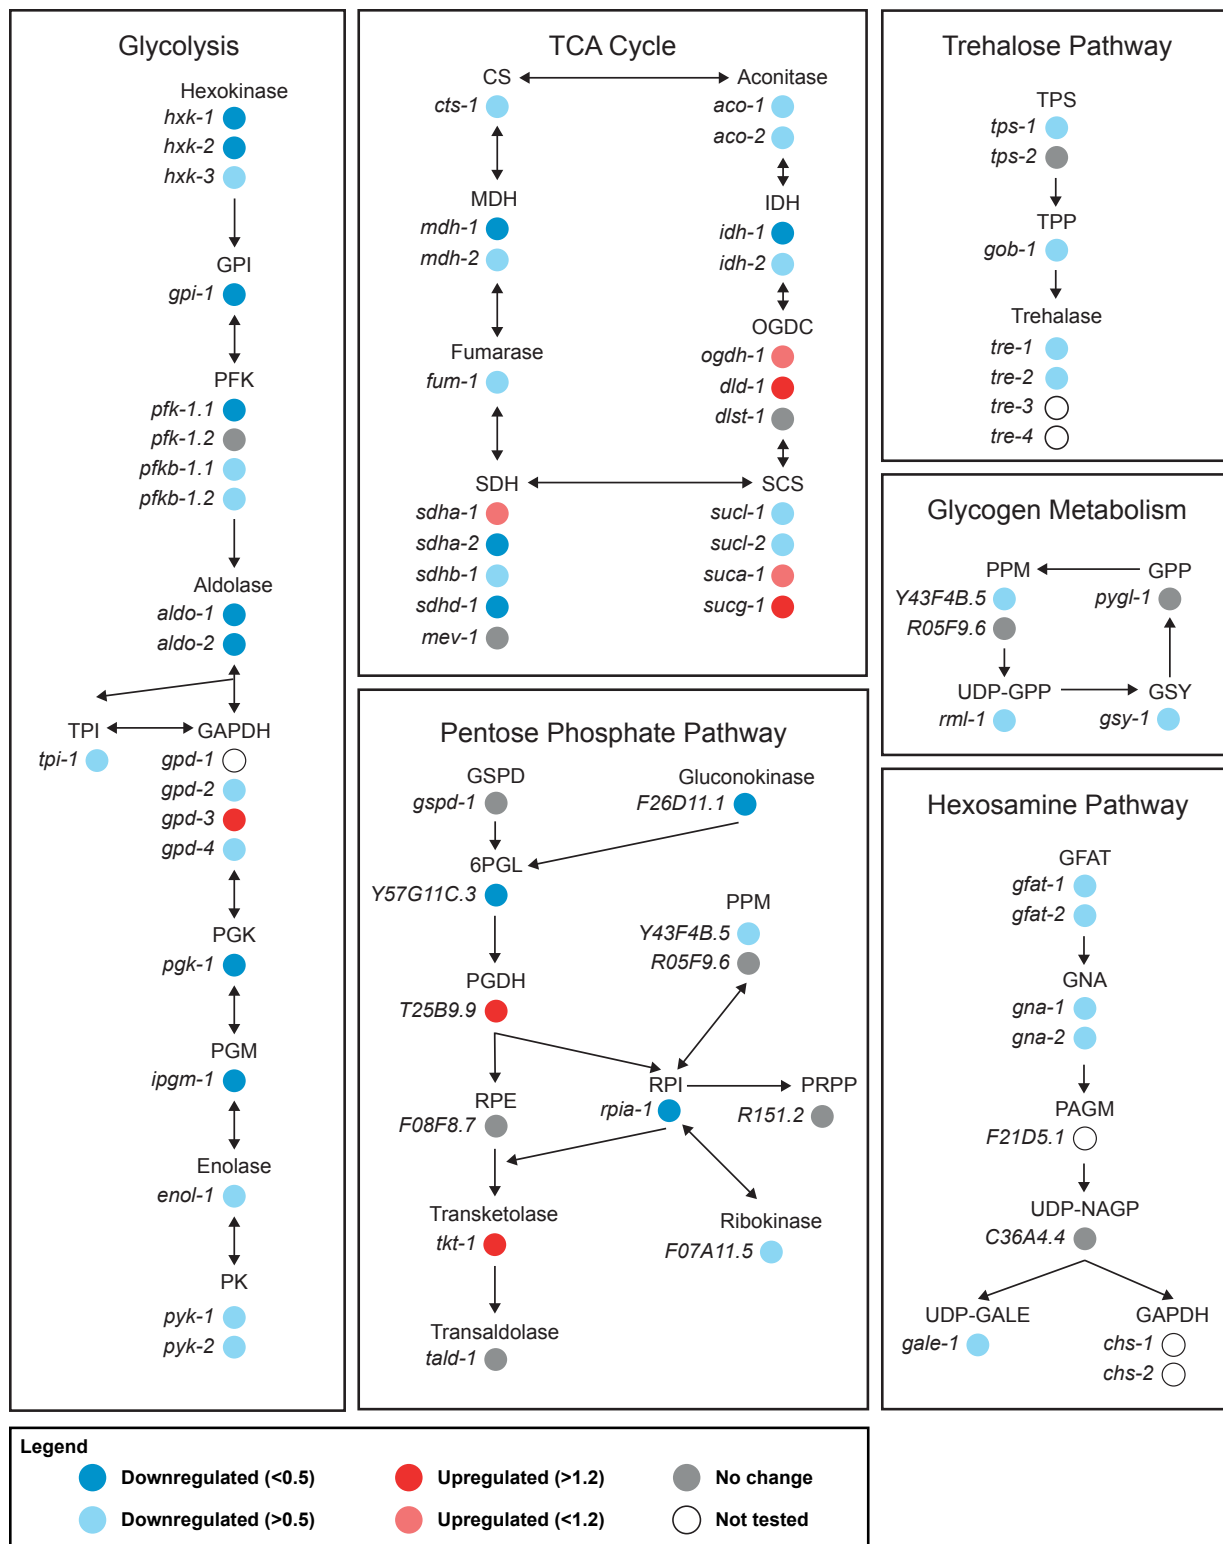 Glycolysis
Hexokinase
hxk-1
hxk-2
hxk-3
GPI
gpi-1
PFK
pfk-1.1
pfk-1.2
pfkb-1.1
pfkb-1.2
Aldolase
aldo-1
aldo-2
TPI
tpi-1
GAPDH
gpd-1
gpd-2
gpd-3
gpd-4
PGK
pgk-1
PGM
ipgm-1
Enolase
enol-1
PK
pyk-1
pyk-2
TCA Cycle
CS
cts-1
Aconitase
aco-1
aco-2
MDH
mdh-1
mdh-2
IDH
idh-1
idh-2
Fumarase
fum-1
OGDC
ogdh-1
dld-1
dlst-1
SDH
sdha-1
sdha-2
sdhb-1
sdhd-1
mev-1
SCS
sucl-1
sucl-2
suca-1
sucg-1
Pentose Phosphate Pathway
GSPD
gspd-1
Gluconokinase
F26D11.1
6PGL
Y57G11C.3
PPM
Y43F4B.5
R05F9.6
PGDH
T25B9.9
RPE
F08F8.7
RPI
rpia-1
PRPP
R151.2
Transketolase
tkt-1
Ribokinase
F07A11.5
Transaldolase
tald-1
Trehalose Pathway
TPS
tps-1
tps-2
TPP
gob-1
Trehalase
tre-1
tre-2
tre-3
tre-4
Glycogen Metabolism
PPM
Y43F4B.5
R05F9.6
GPP
pygl-1
UDP-GPP
rml-1
GSY
gsy-1
Hexosamine Pathway
GFAT
gfat-1
gfat-2
GNA
gna-1
gna-2
PAGM
F21D5.1
UDP-NAGP
C36A4.4
UDP-GALE
gale-1
GAPDH
chs-1
chs-2
Legend
Downregulated (<0.5)
Upregulated (>1.2)
No change
Downregulated (>0.5)
Upregulated (<1.2)
Not tested